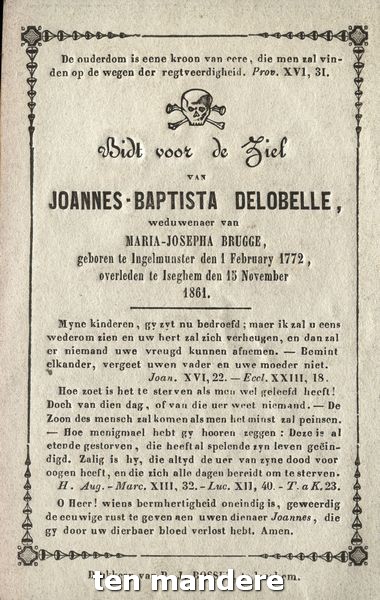 De ouderdom is eene kroon van eere, die men zal vin-
den op de wegen der regtveerdigheid. Prov. XVI, 31.
Bidt voor de Ziel
VAN
JOANNES-BAPTISTA DELOBELLE,
weduwenaer van
MARIA-JOSEPHA BRUGGE,
geboren te Ingelmunster den 1 February 1772,
overleden te Iseghem den 15 November
1861.
Myne kinderen, gy zyt nu bedroefd; maer ik zal u eens
wederom zien en uw hert zal zich verheugen, en dan zal
er niemand uwe vreugd kunnen afnemen. — Bemint
elkander, vergeet uwen vader en uwe moeder niet.
Joan. XVI, 22. — Eccl. XXIII, 18.
Hoe zoet is het te sterven als men wel geleefd heeft!
Doch van dien dag, of van die uer weet niemand. — De
Zoon des mensch zal komen als men het minst zal peinsen.
— Hoe menigmael hebt gy hooren zeggen: Deze is al
etende gestorven, die heeft al spelende zyn leven geëin-
digd. Zalig is hy, die altyd de uer van zyne dood voor
oogen heeft, en die zich alle dagen bereidt om te sterven.
H. Aug. - Marc. XIII, 32. - Luc. XII, 40. - T. a K. 23.
O Heer! wiens bermhertigheid oneindig is, geweerdig
de eeuwige rust te geven aen uwen dienaer Joannes, die
gy door uw dierbaer bloed verlost hebt. Amen.
ten mandere